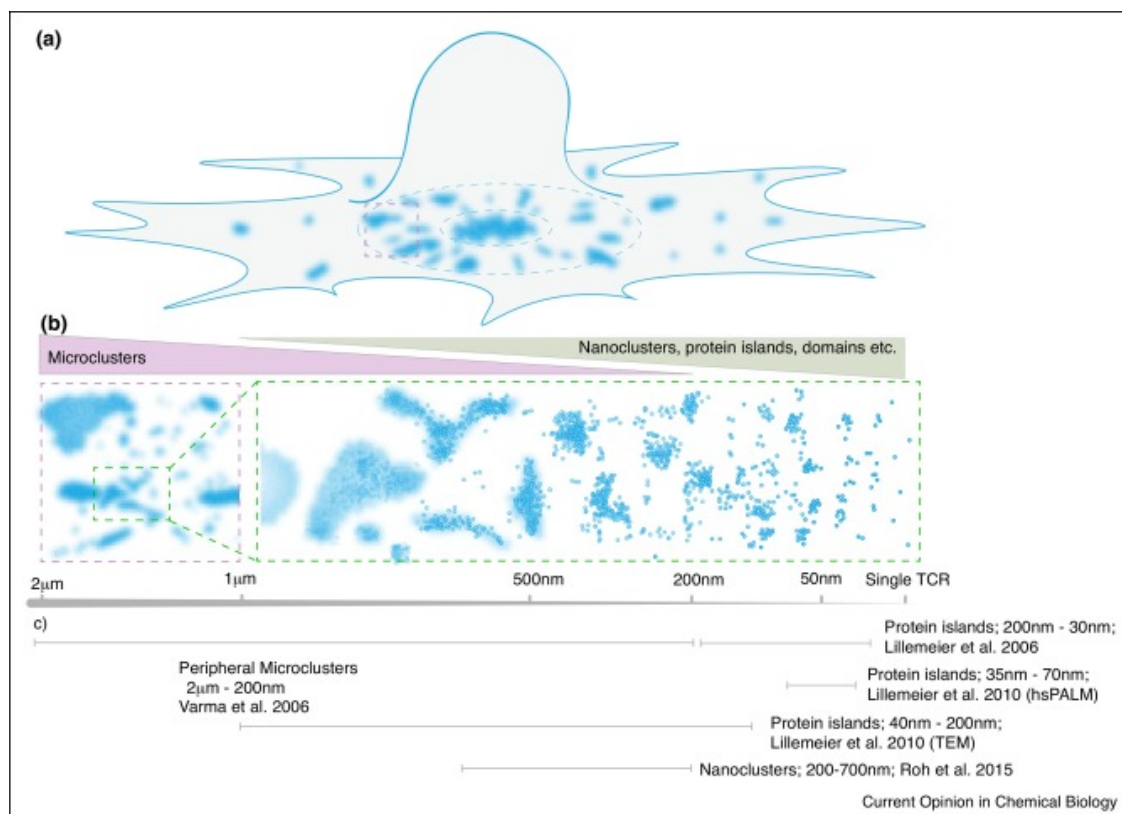 (a)
(b)
Microclusters
Nanoclusters, protein islands, domains etc.
2μm
1μm
500nm
200nm
50nm
Single TCR
c)
Protein islands; 200nm - 30nm;
Lillemeier et al. 2006
Peripheral Microclusters
2μm - 200nm
Varma et al. 2006
Protein islands; 35nm - 70nm;
Lillemeier et al. 2010 (hsPALM)
Protein islands; 40nm - 200nm;
Lillemeier et al. 2010 (TEM)
Nanoclusters; 200-700nm; Roh et al. 2015
Current Opinion in Chemical Biology